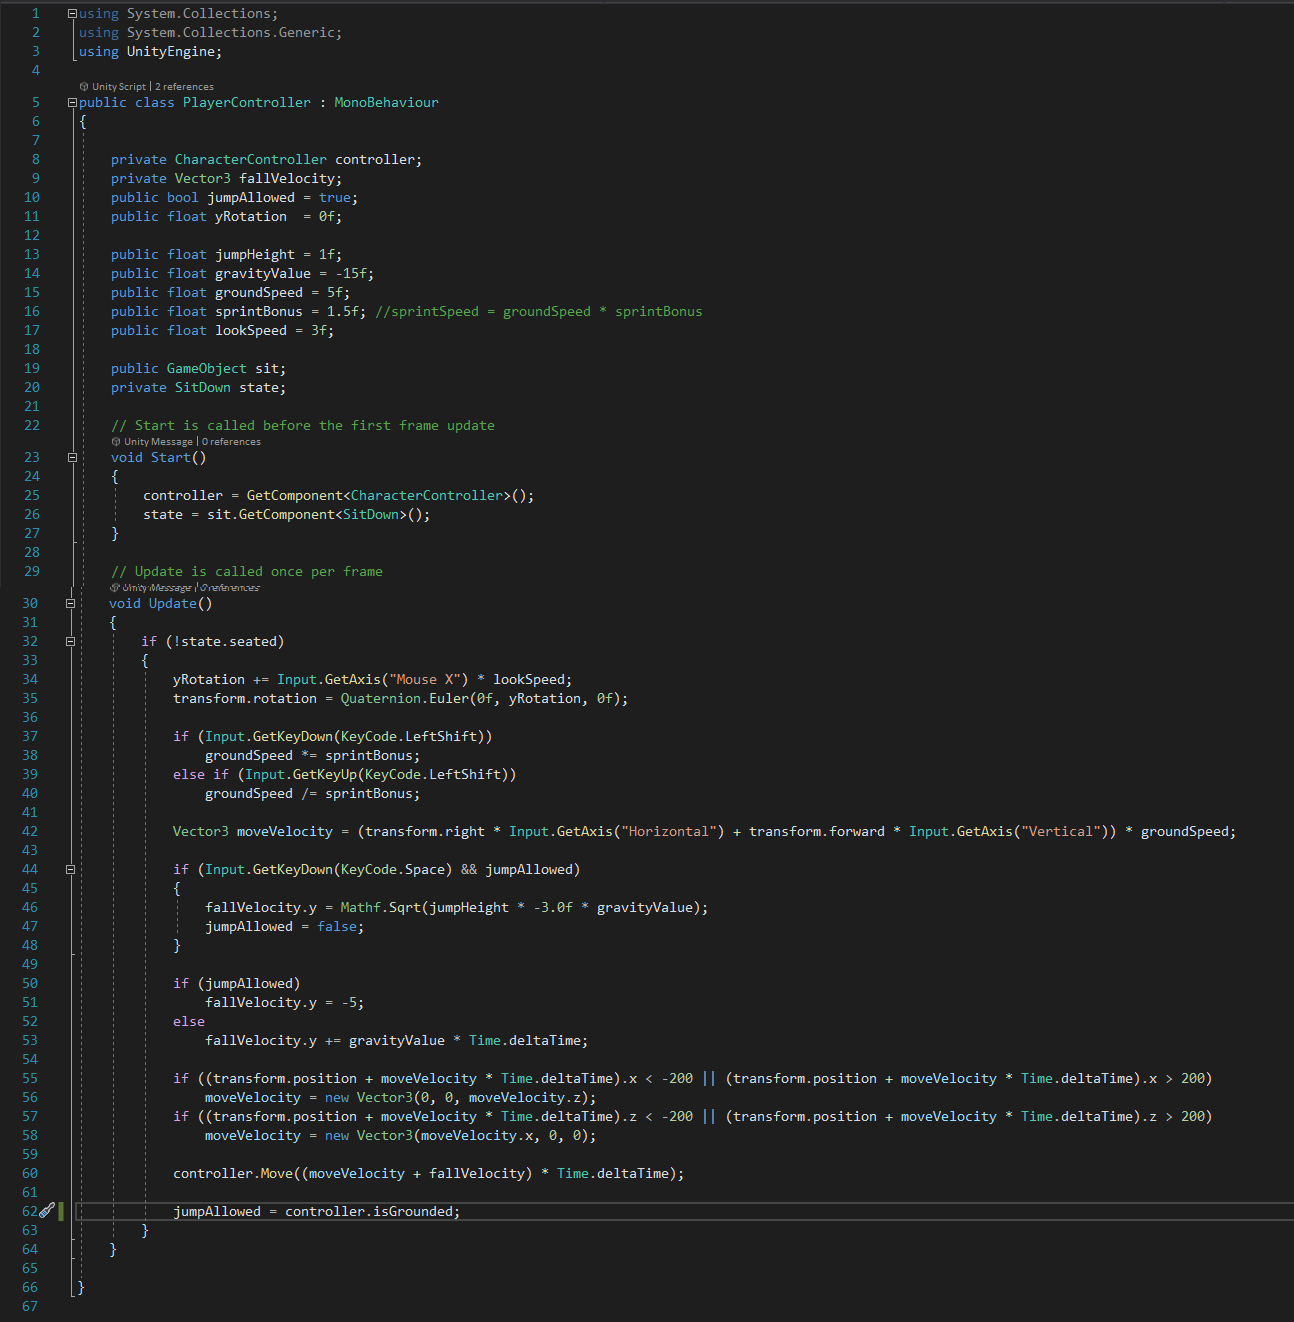 1 using System.Collections;
2 using System.Collections.Generic;
3 using UnityEngine;
4
Unity Script | 2 references
5 public class PlayerController : MonoBehaviour
6 {
7
8 private CharacterController controller;
9 private Vector3 fallVelocity;
10 public bool jumpAllowed = true;
11 public float yRotation  = 0f;
12
13 public float jumpHeight = 1f;
14 public float gravityValue = -15f;
15 public float groundSpeed = 5f;
16 public float sprintBonus = 1.5f; //sprintSpeed = groundSpeed * sprintBonus
17 public float lookSpeed = 3f;
18
19 public GameObject sit;
20 private SitDown state;
21
22 // Start is called before the first frame update
Unity Message | 0 references
23 void Start()
24 {
25 controller = GetComponent<CharacterController>();
26 state = sit.GetComponent<SitDown>();
27 }
28
29 // Update is called once per frame
Unity Message | 0 references
30 void Update()
31 {
32 if (!state.seated)
33 {
34 yRotation += Input.GetAxis("Mouse X") * lookSpeed;
35 transform.rotation = Quaternion.Euler(0f, yRotation, 0f);
36
37 if (Input.GetKeyDown(KeyCode.LeftShift))
38 groundSpeed *= sprintBonus;
39 else if (Input.GetKeyUp(KeyCode.LeftShift))
40 groundSpeed /= sprintBonus;
41
42 Vector3 moveVelocity = (transform.right * Input.GetAxis("Horizontal") + transform.forward * Input.GetAxis("Vertical")) * groundSpeed;
43
44 if (Input.GetKeyDown(KeyCode.Space) && jumpAllowed)
45 {
46 fallVelocity.y = Mathf.Sqrt(jumpHeight * -3.0f * gravityValue);
47 jumpAllowed = false;
48 }
49
50 if (jumpAllowed)
51 fallVelocity.y = -5;
52 else
53 fallVelocity.y += gravityValue * Time.deltaTime;
54
55 if ((transform.position + moveVelocity * Time.deltaTime).x < -200 || (transform.position + moveVelocity * Time.deltaTime).x > 200)
56 moveVelocity = new Vector3(0, 0, moveVelocity.z);
57 if ((transform.position + moveVelocity * Time.deltaTime).z < -200 || (transform.position + moveVelocity * Time.deltaTime).z > 200)
58 moveVelocity = new Vector3(moveVelocity.x, 0, 0);
59
60 controller.Move((moveVelocity + fallVelocity) * Time.deltaTime);
61
62 jumpAllowed = controller.isGrounded;
63 }
64 }
65
66 }
67